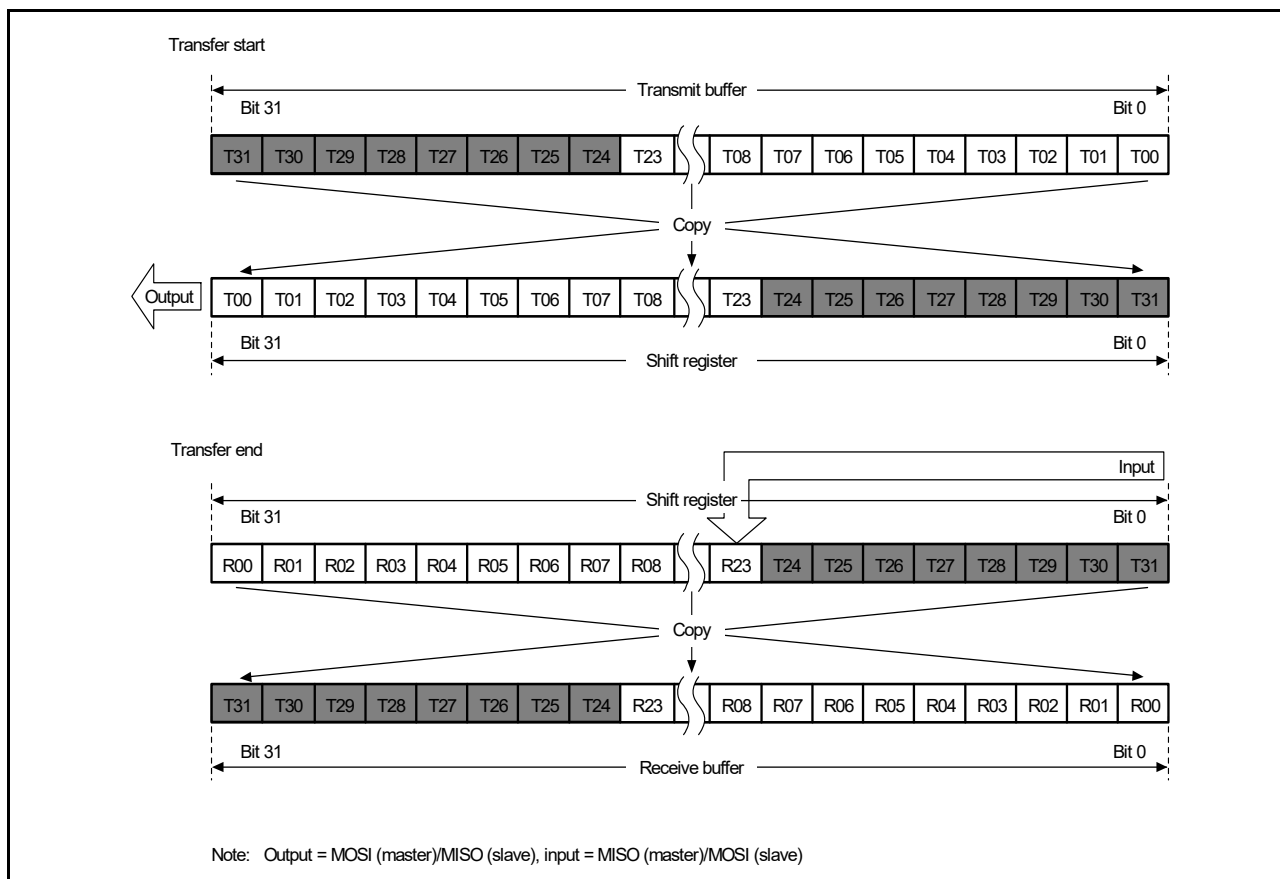 Transfer start
Transmit buffer
Bit 31 Bit 0
T31 T30 T29 T28 T27 T26 T25 T24 T23 T08 T07 T06 T05 T04 T03 T02 T01 T00
Copy
Output T00 T01 T02 T03 T04 T05 T06 T07 T08 T23 T24 T25 T26 T27 T28 T29 T30 T31
Bit 31 Bit 0
Shift register
Transfer end
Input
Shift register
Bit 31 Bit 0
R00 R01 R02 R03 R04 R05 R06 R07 R08 R23 T24 T25 T26 T27 T28 T29 T30 T31
Copy
T31 T30 T29 T28 T27 T26 T25 T24 R23 R08 R07 R06 R05 R04 R03 R02 R01 R00
Bit 31 Bit 0
Receive buffer
Note: Output = MOSI (master)/MISO (slave), input = MISO (master)/MOSI (slave)